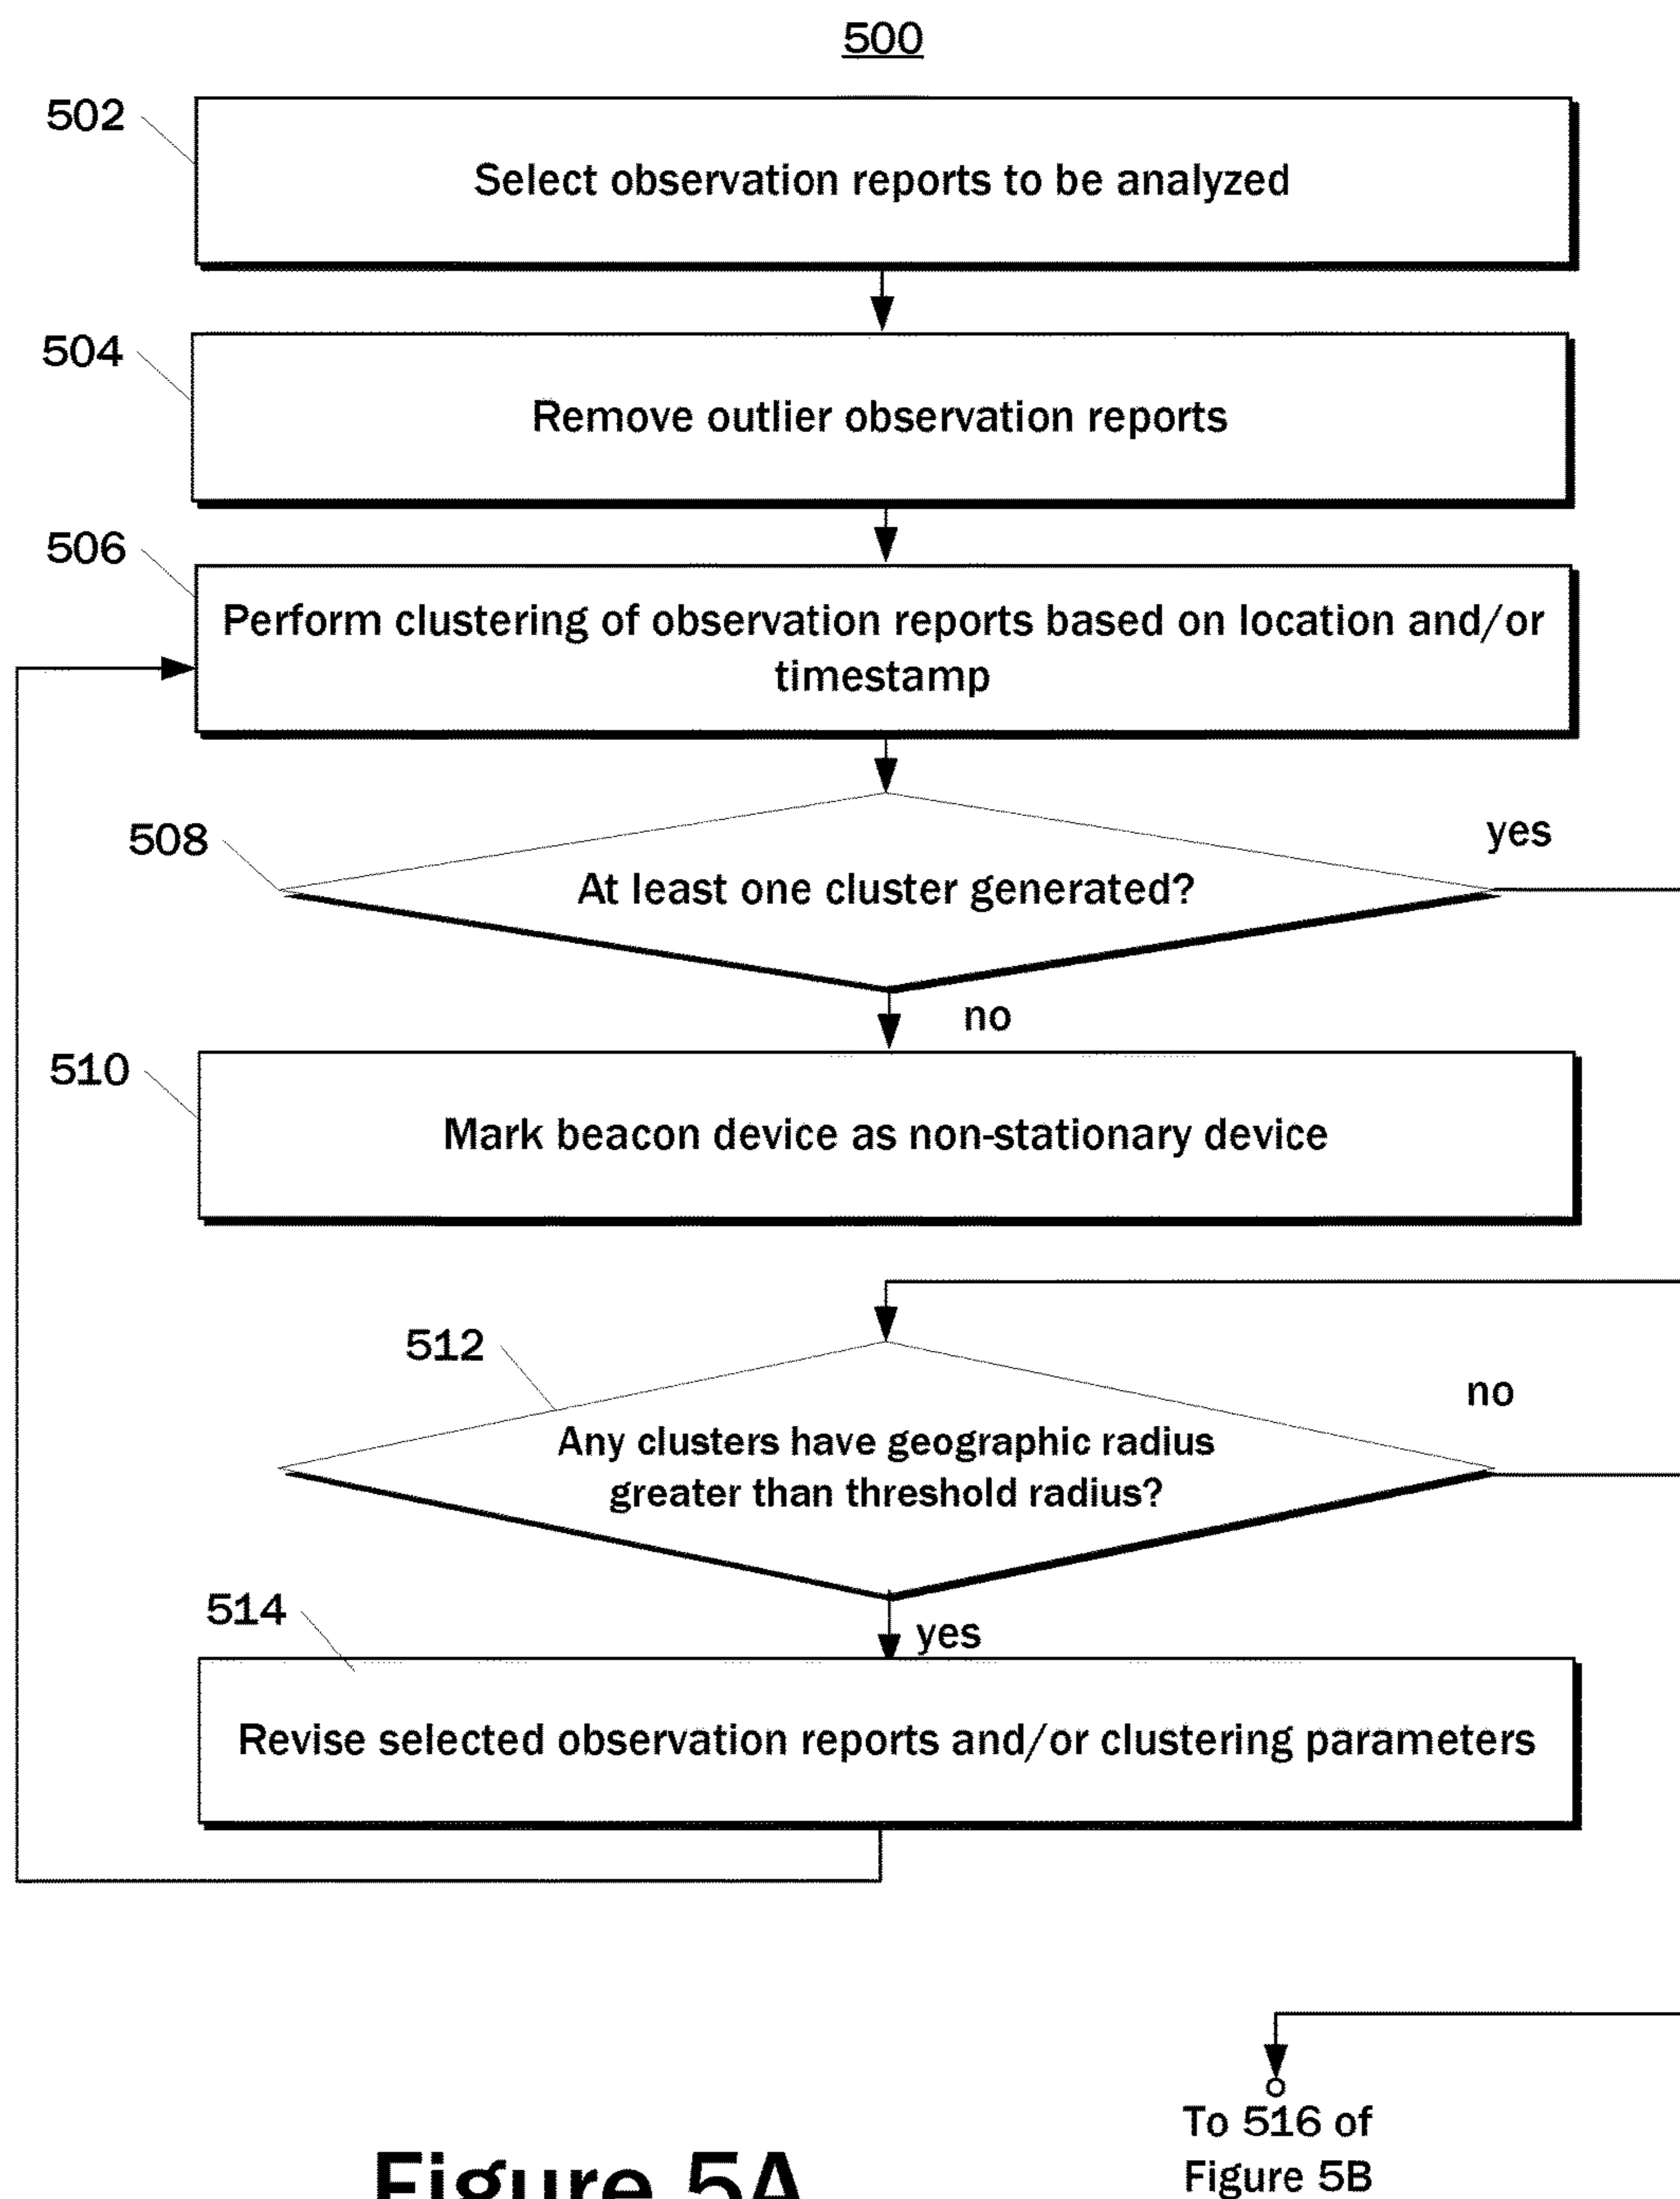 500
502
Select observation reports to be analyzed
504
Remove outlier observation reports
506
Perform clustering of observation reports based on location and/or
timestamp
508
At least one cluster generated?
yes
no
510
Mark beacon device as non-stationary device
512
Any clusters have geographic radius
greater than threshold radius?
no
yes
514
Revise selected observation reports and/or clustering parameters
To 516 of
Figure 5B
Figure 5A